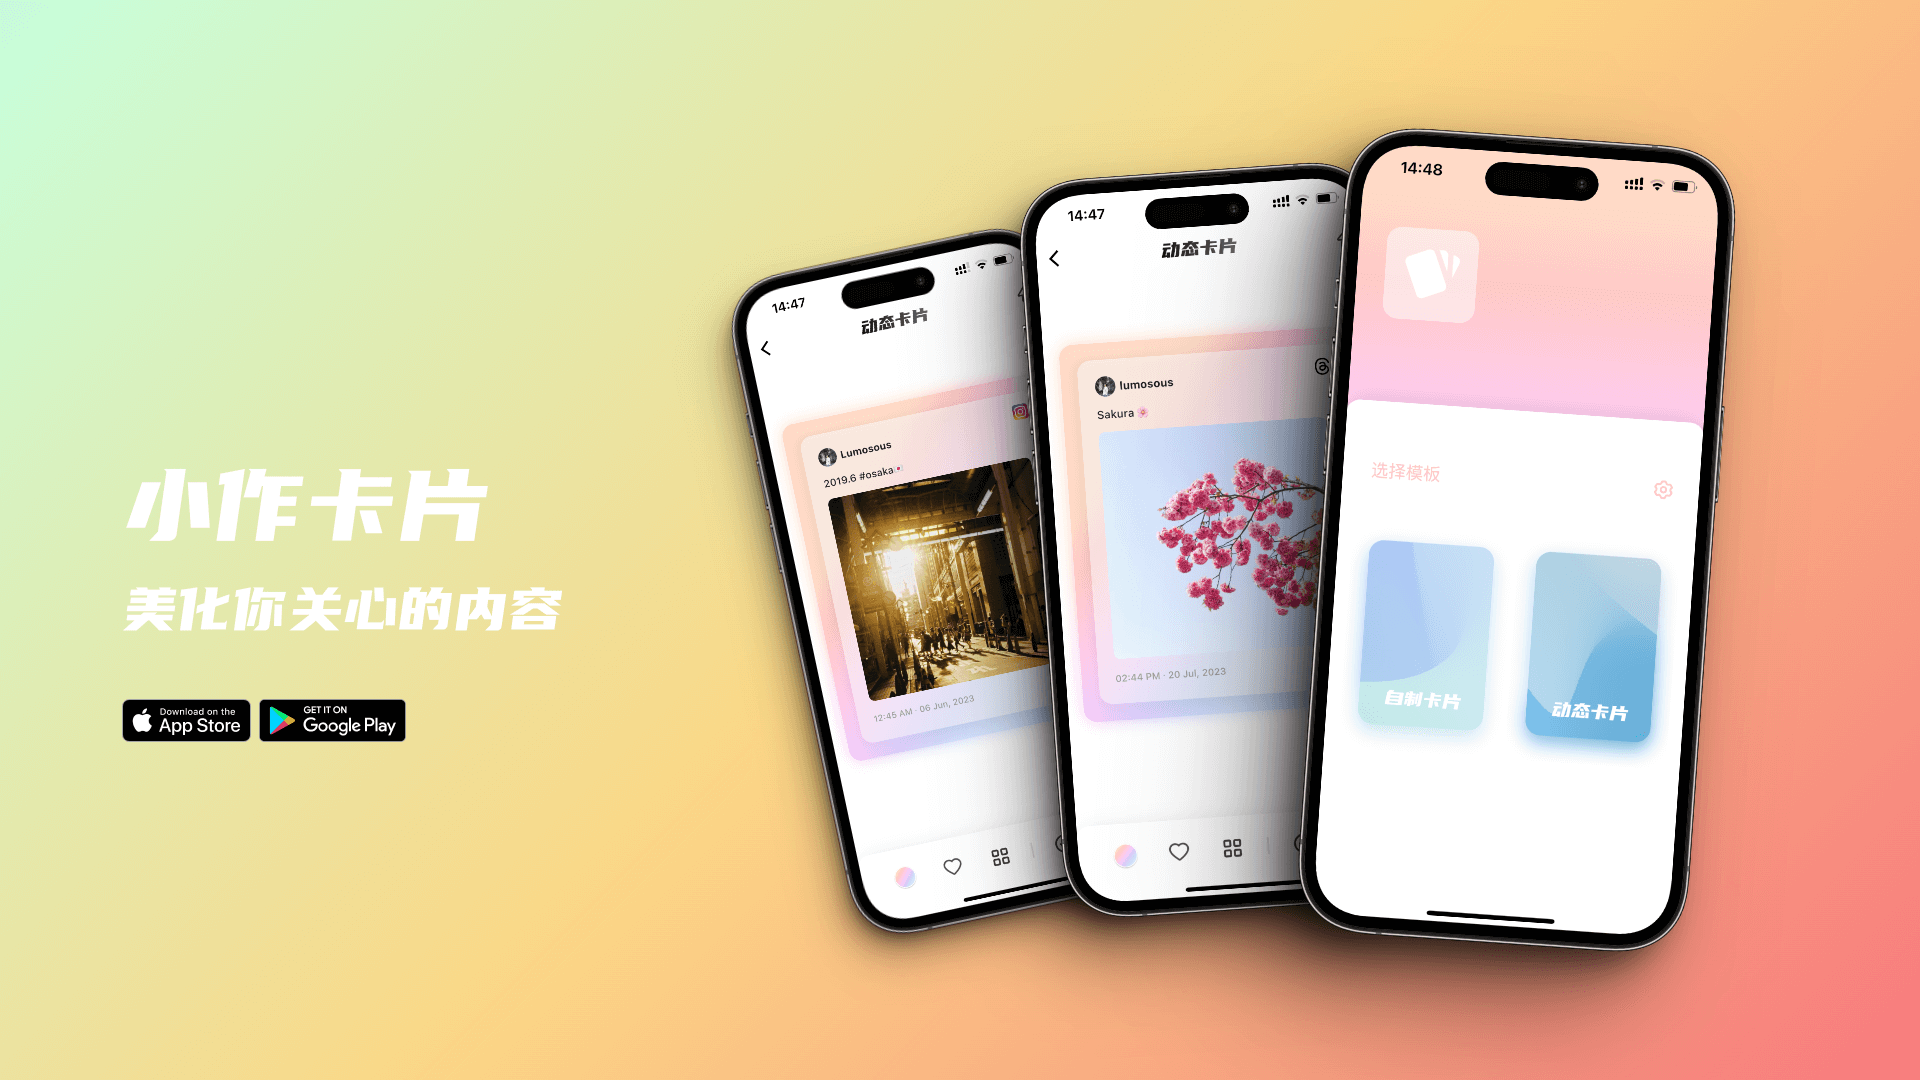 小作卡片
美化你关心的内容
Download on the
App Store
GET IT ON
Google Play
14:47
动态卡片
Lumosous
2019.6 #osaka
12:45 AM · 06 Jun, 2023
14:47
动态卡片
lumosous
Sakura🌸
02:44 PM · 20 Jul, 2023
14:48
选择模板
自制卡片
动态卡片